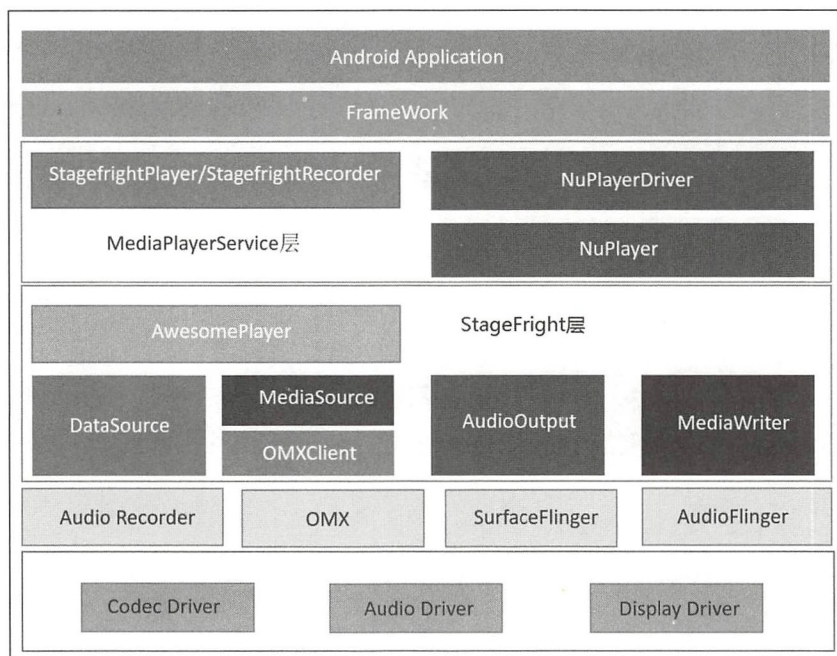 Android Application
FrameWork
StagefrightPlayer/StagefrightRecorder
NuPlayerDriver
MediaPlayerService层
NuPlayer
AwesomePlayer
StageFright层
DataSource
MediaSource
OMXClient
AudioOutput
MediaWriter
Audio Recorder
OMX
SurfaceFlinger
AudioFlinger
Codec Driver
Audio Driver
Display Driver